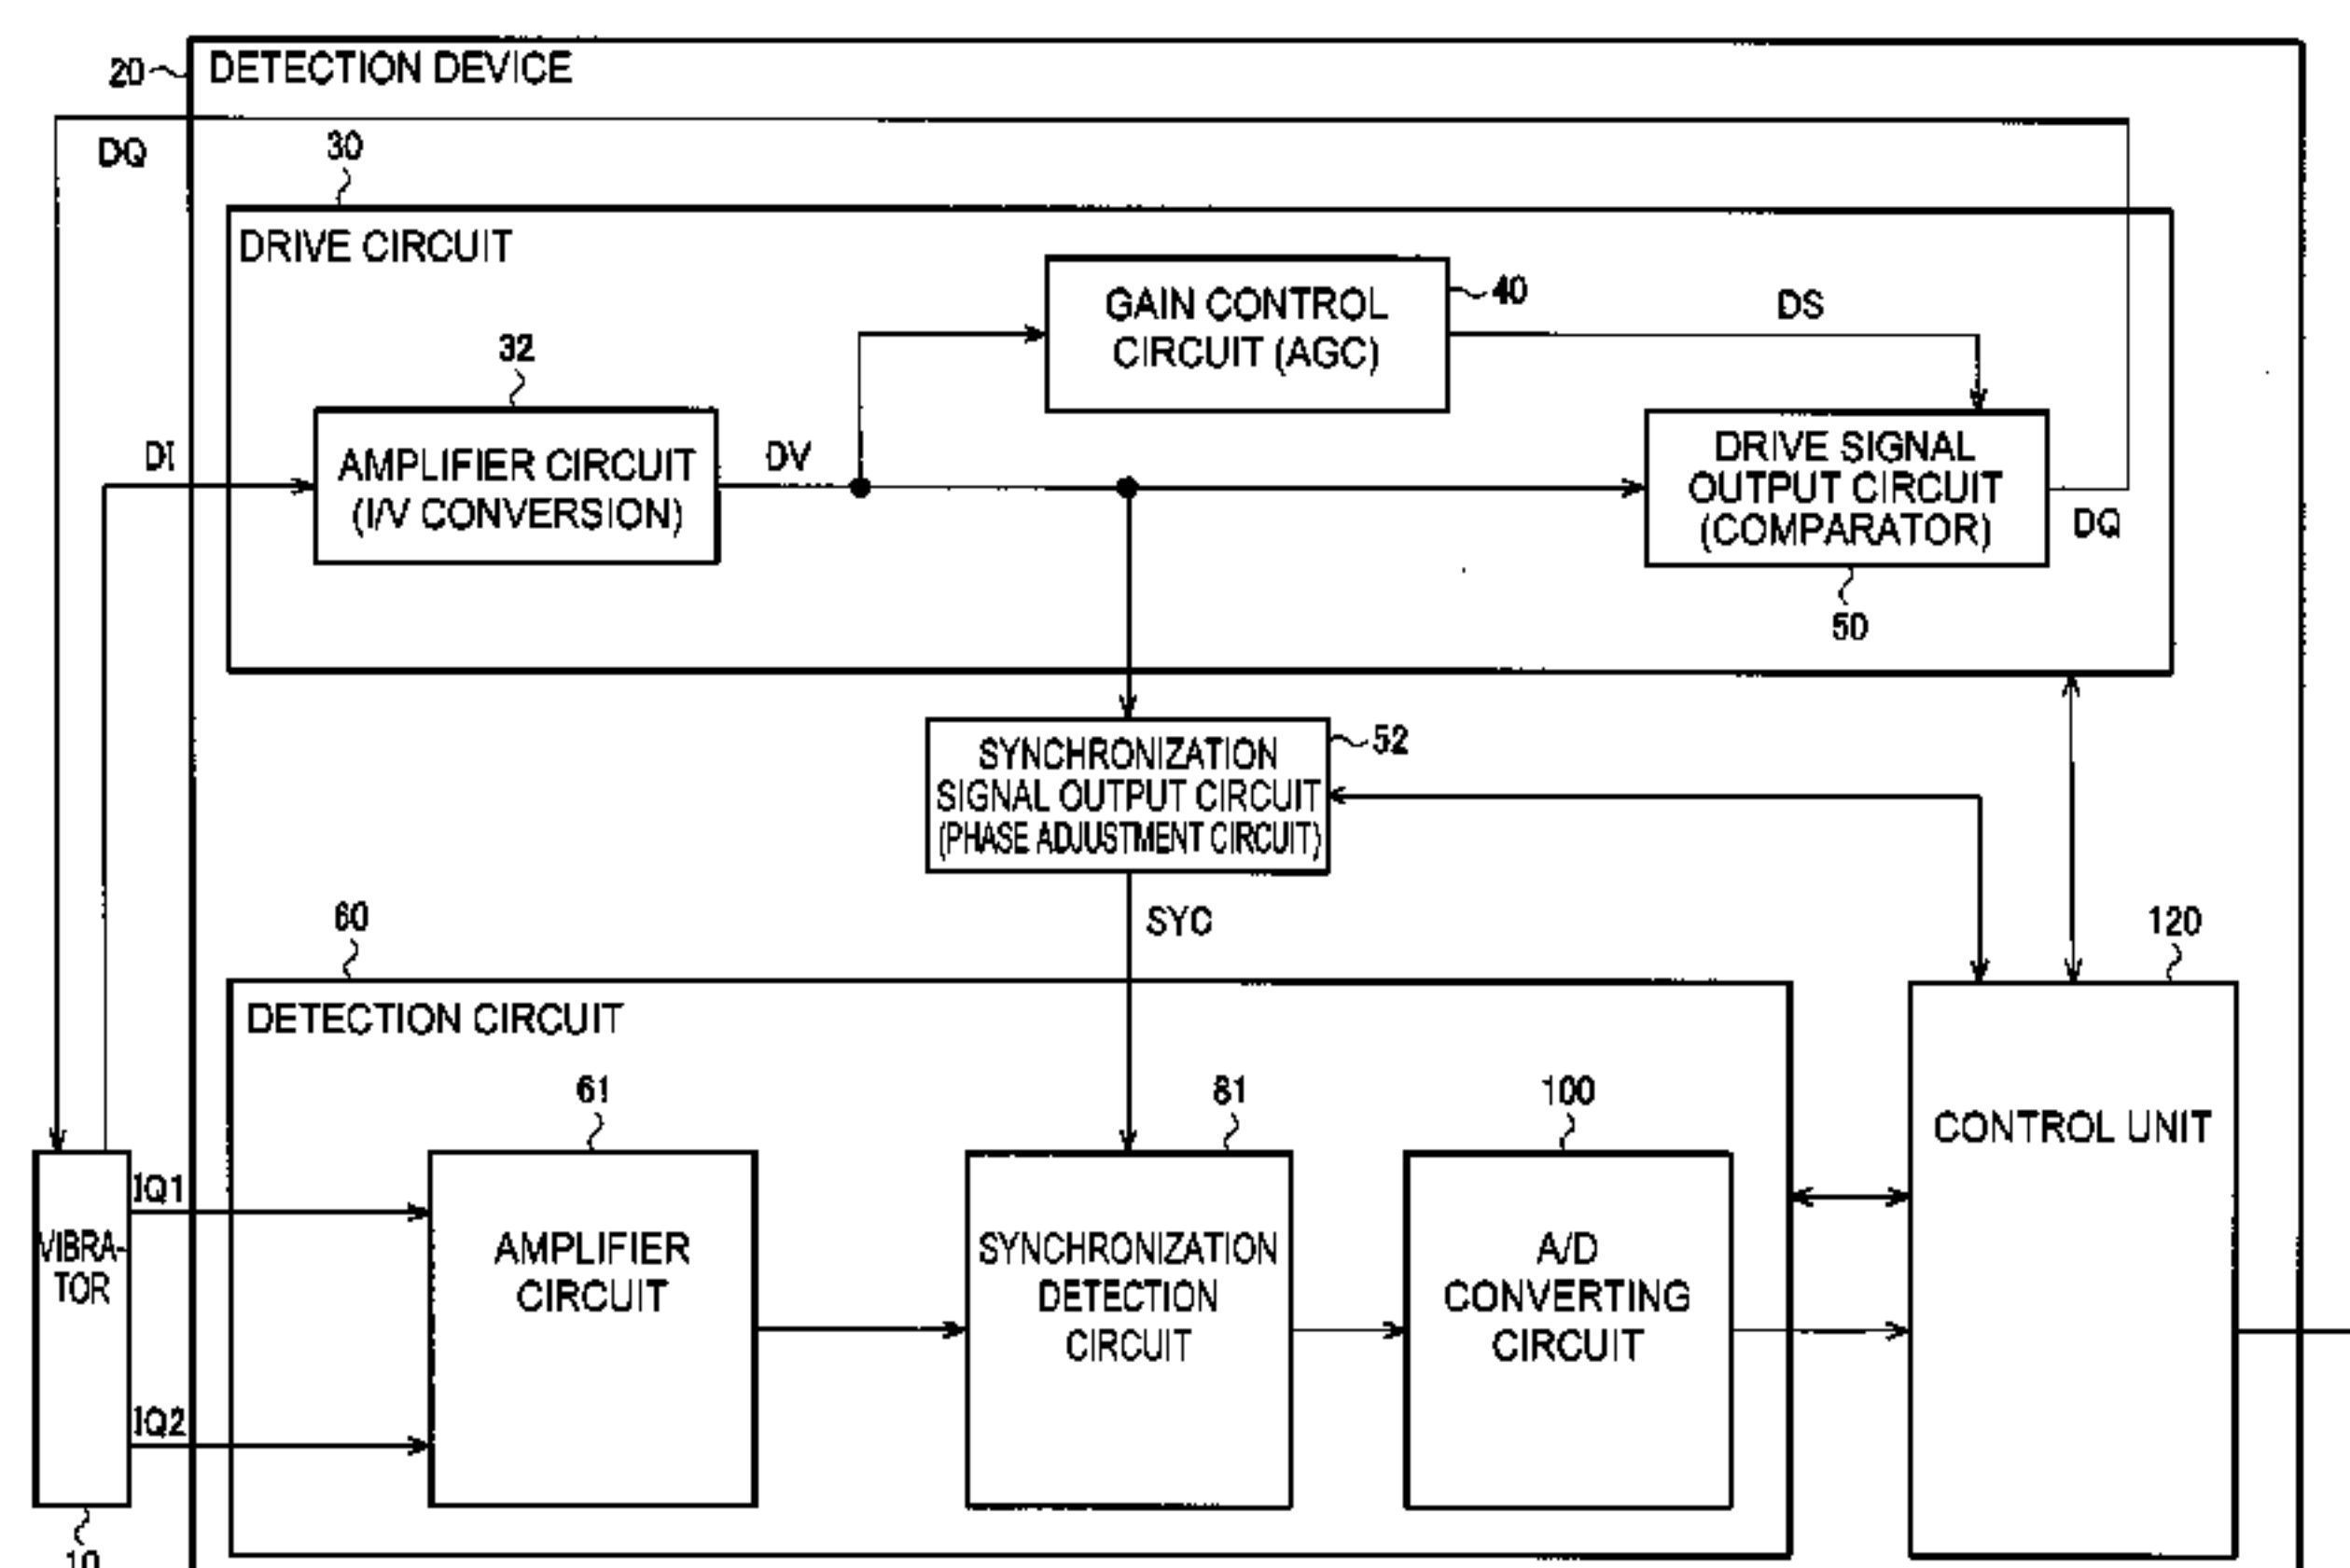 20
DETECTION DEVICE
DQ
30
DRIVE CIRCUIT
GAIN CONTROL
CIRCUIT (AGC)
40
DS
32
DI
AMPLIFIER CIRCUIT
(I/V CONVERSION)
DV
DRIVE SIGNAL
OUTPUT CIRCUIT
(COMPARATOR)
DQ
50
SYNCHRONIZATION
SIGNAL OUTPUT CIRCUIT
(PHASE ADJUSTMENT CIRCUIT)
52
SYC
60
120
DETECTION CIRCUIT
61
81
100
CONTROL UNIT
IQ1
VIBRA-
TOR
AMPLIFIER
CIRCUIT
SYNCHRONIZATION
DETECTION
CIRCUIT
A/D
CONVERTING
CIRCUIT
IQ2
10